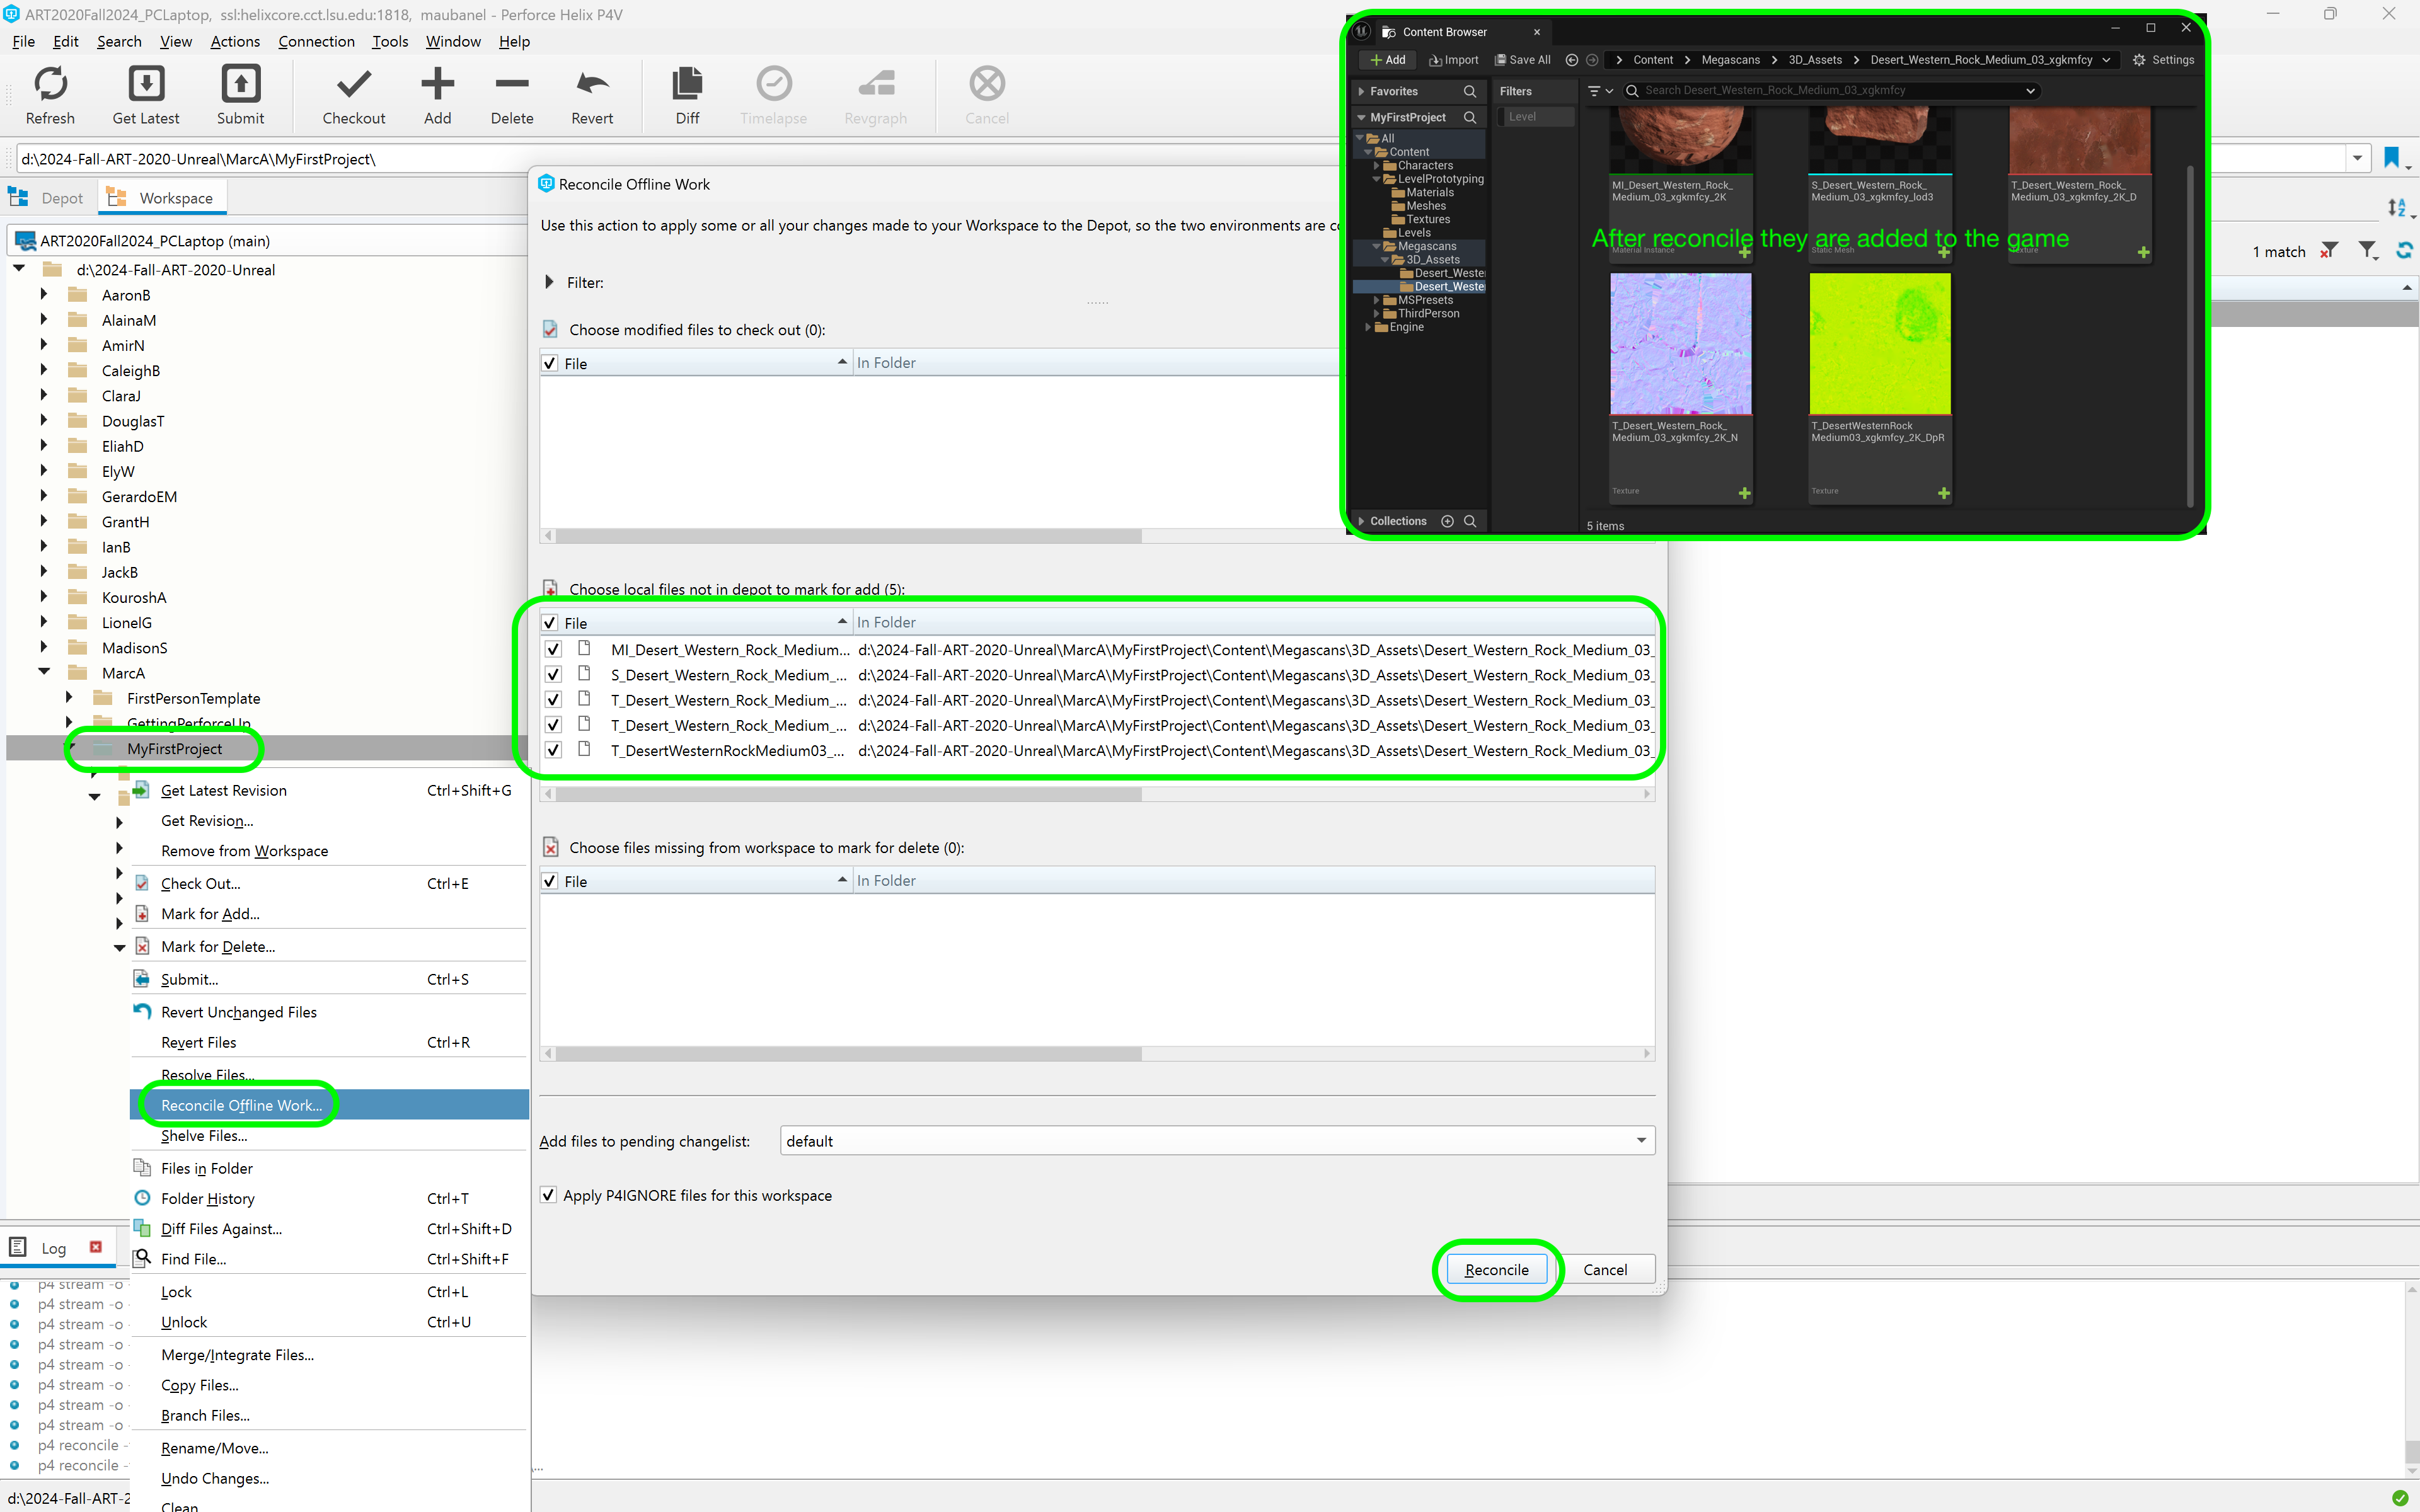 ART2020Fall2024_PCLaptop, ssl:helixcore.cct.lsu.edu:1818, maubanel - Perforce Helix P4V
File Edit Search View Actions Connection Tools Window Help
Refresh Get Latest Submit Checkout Add Delete Revert Diff Timelapse Revgraph Cancel
d:\2024-Fall-ART-2020-Unreal\MarcA\MyFirstProject\
Depot Workspace
ART2020Fall2024_PCLaptop (main)
d:\2024-Fall-ART-2020-Unreal
AaronB
AlainaM
AmirN
CaleighB
ClaraJ
DouglasT
EliahD
ElyW
GerardoEM
GrantH
IanB
JackB
KouroshA
LionelG
MadisonS
MarcA
FirstPersonTemplate
GettingPerforceUp
MyFirstProject
Get Latest Revision Ctrl+Shift+G
Get Revision...
Remove from Workspace
Check Out... Ctrl+E
Mark for Add...
Mark for Delete...
Submit... Ctrl+S
Revert Unchanged Files
Revert Files Ctrl+R
Resolve Files...
Reconcile Offline Work...
Shelve Files...
Files in Folder
Folder History Ctrl+T
Diff Files Against... Ctrl+Shift+D
Find File... Ctrl+Shift+F
Lock Ctrl+L
Unlock Ctrl+U
Merge/Integrate Files...
Copy Files...
Branch Files...
Rename/Move...
Undo Changes...
Clean
Log
p4 stream -o
p4 stream -o
p4 stream -o
p4 stream -o
p4 stream -o
p4 stream -o
p4 stream -o
p4 stream -o
p4 reconcile -
p4 reconcile -
d:\2024-Fall-ART-2
Reconcile Offline Work
Use this action to apply some or all your changes made to your Workspace to the Depot, so the two environments are co
Filter:
Choose modified files to check out (0):
File In Folder
Choose local files not in depot to mark for add (5):
File In Folder
MI_Desert_Western_Rock_Medium... d:\2024-Fall-ART-2020-Unreal\MarcA\MyFirstProject\Content\Megascans\3D_Assets\Desert_Western_Rock_Medium_03_
S_Desert_Western_Rock_Medium_... d:\2024-Fall-ART-2020-Unreal\MarcA\MyFirstProject\Content\Megascans\3D_Assets\Desert_Western_Rock_Medium_03_
T_Desert_Western_Rock_Medium_... d:\2024-Fall-ART-2020-Unreal\MarcA\MyFirstProject\Content\Megascans\3D_Assets\Desert_Western_Rock_Medium_03_
T_Desert_Western_Rock_Medium_... d:\2024-Fall-ART-2020-Unreal\MarcA\MyFirstProject\Content\Megascans\3D_Assets\Desert_Western_Rock_Medium_03_
T_DesertWesternRockMedium03_... d:\2024-Fall-ART-2020-Unreal\MarcA\MyFirstProject\Content\Megascans\3D_Assets\Desert_Western_Rock_Medium_03_
Choose files missing from workspace to mark for delete (0):
File In Folder
Add files to pending changelist: default
Apply P4IGNORE files for this workspace
Reconcile Cancel
Content Browser
Add Import Save All Content Megascans 3D_Assets Desert_Western_Rock_Medium_03_xgkmfcy Settings
Favorites Filters Search Desert_Western_Rock_Medium_03_xgkmfcy
MyFirstProject Level
All
Content
Characters
LevelPrototyping
Materials
Meshes
Textures
Levels
Megascans
3D_Assets
Desert_Weste
Desert_Weste
MSPresets
ThirdPerson
Engine
Collections
MI_Desert_Western_Rock_
Medium_03_xgkmfcy_2K
Material Instance
S_Desert_Western_Rock_
Medium_03_xgkmfcy_lod3
Static Mesh
T_Desert_Western_Rock_
Medium_03_xgkmfcy_2K_D
Texture
After reconcile they are added to the game
T_Desert_Western_Rock_
Medium_03_xgkmfcy_2K_N
Texture
T_DesertWesternRock
Medium03_xgkmfcy_2K_DpR
Texture
5 items
1 match